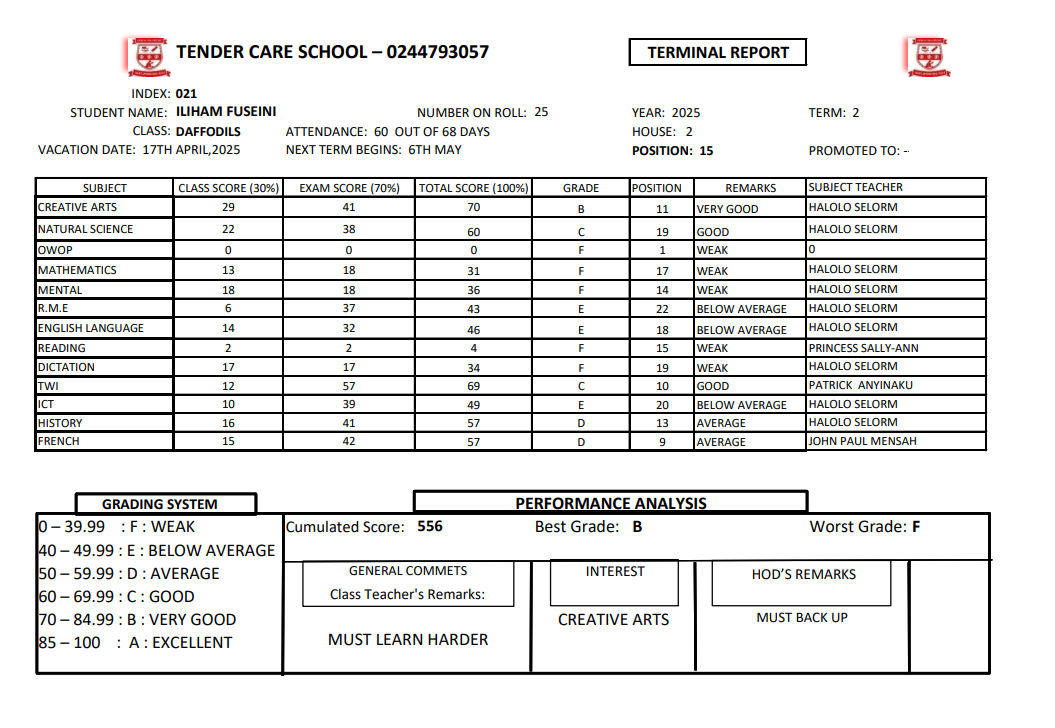 TENDER CARE SCHOOL – 0244793057
TERMINAL REPORT
INDEX: 021
STUDENT NAME: ILIHAM FUSEINI NUMBER ON ROLL: 25 YEAR: 2025 TERM: 2
CLASS: DAFFODILS ATTENDANCE: 60 OUT OF 68 DAYS HOUSE: 2
VACATION DATE: 17TH APRIL,2025 NEXT TERM BEGINS: 6TH MAY POSITION: 15 PROMOTED TO: --
SUBJECT CLASS SCORE (30%) EXAM SCORE (70%) TOTAL SCORE (100%) GRADE POSITION REMARKS SUBJECT TEACHER
CREATIVE ARTS 29 41 70 B 11 VERY GOOD HALOLO SELORM
NATURAL SCIENCE 22 38 60 C 19 GOOD HALOLO SELORM
OWOP 0 0 0 F 1 WEAK 0
MATHEMATICS 13 18 31 F 17 WEAK HALOLO SELORM
MENTAL 18 18 36 F 14 WEAK HALOLO SELORM
R.M.E 6 37 43 E 22 BELOW AVERAGE HALOLO SELORM
ENGLISH LANGUAGE 14 32 46 E 18 BELOW AVERAGE HALOLO SELORM
READING 2 2 4 F 15 WEAK PRINCESS SALLY-ANN
DICTATION 17 17 34 F 19 WEAK HALOLO SELORM
TWI 12 57 69 C 10 GOOD PATRICK ANYINAKU
ICT 10 39 49 E 20 BELOW AVERAGE HALOLO SELORM
HISTORY 16 41 57 D 13 AVERAGE HALOLO SELORM
FRENCH 15 42 57 D 9 AVERAGE JOHN PAUL MENSAH
GRADING SYSTEM
0 – 39.99 : F : WEAK
40 – 49.99 : E : BELOW AVERAGE
50 – 59.99 : D : AVERAGE
60 – 69.99 : C : GOOD
70 – 84.99 : B : VERY GOOD
85 – 100 : A : EXCELLENT
PERFORMANCE ANALYSIS
Cumulated Score: 556 Best Grade: B Worst Grade: F
GENERAL COMMETS
Class Teacher's Remarks:
MUST LEARN HARDER
INTEREST
CREATIVE ARTS
HOD'S REMARKS
MUST BACK UP